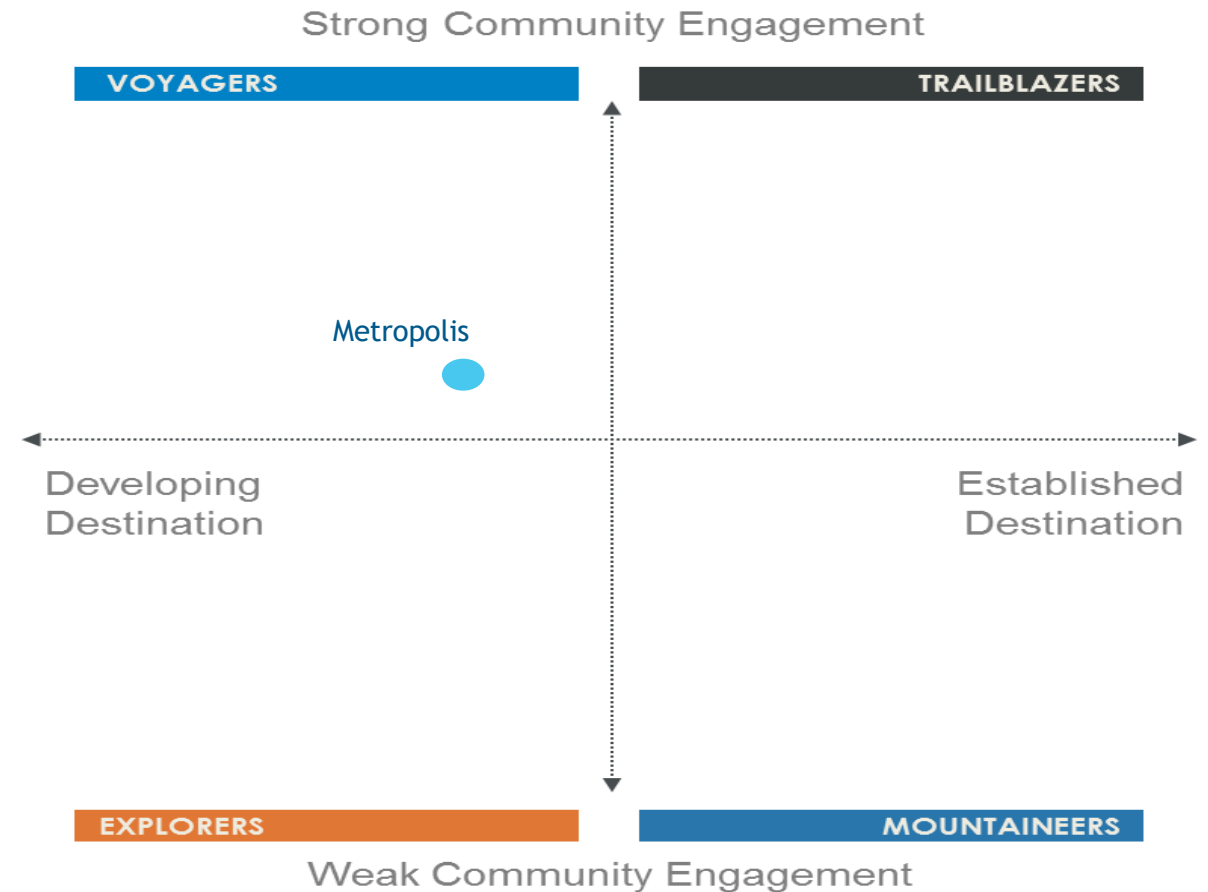 Strong Community Engagement
VOYAGERS
TRAILBLAZERS
Metropolis
Developing
Destination
Established
Destination
EXPLORERS
MOUNTAINEERS
Weak Community Engagement